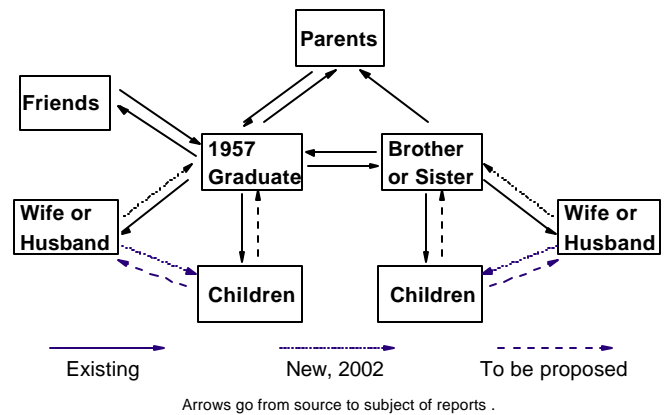 Parents
Friends
1957
Graduate
Brother
or Sister
Wife or
Husband
Wife or
Husband
Children
Children
Existing
New, 2002
To be proposed
Arrows go from source to subject of reports .